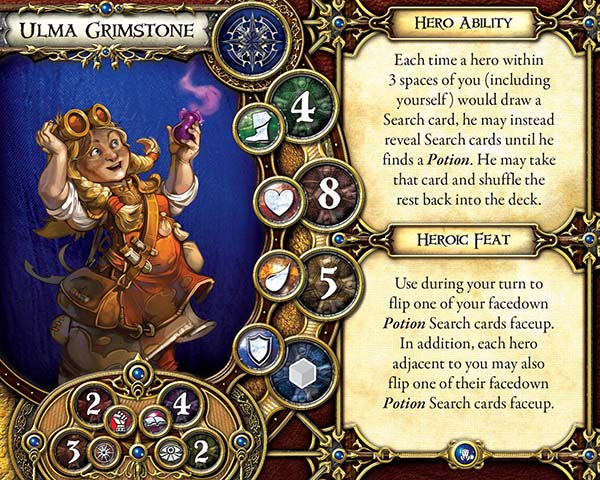 Ulma Grimstone
4
8
5
2
4
3
2
Hero Ability
Each time a hero within
3 spaces of you (including
yourself) would draw a
Search card, he may instead
reveal Search cards until he
finds a Potion. He may take
that card and shuffle the
rest back into the deck.
Heroic Feat
Use during your turn to
flip one of your facedown
Potion Search cards faceup.
In addition, each hero
adjacent to you may also
flip one of their facedown
Potion Search cards faceup.